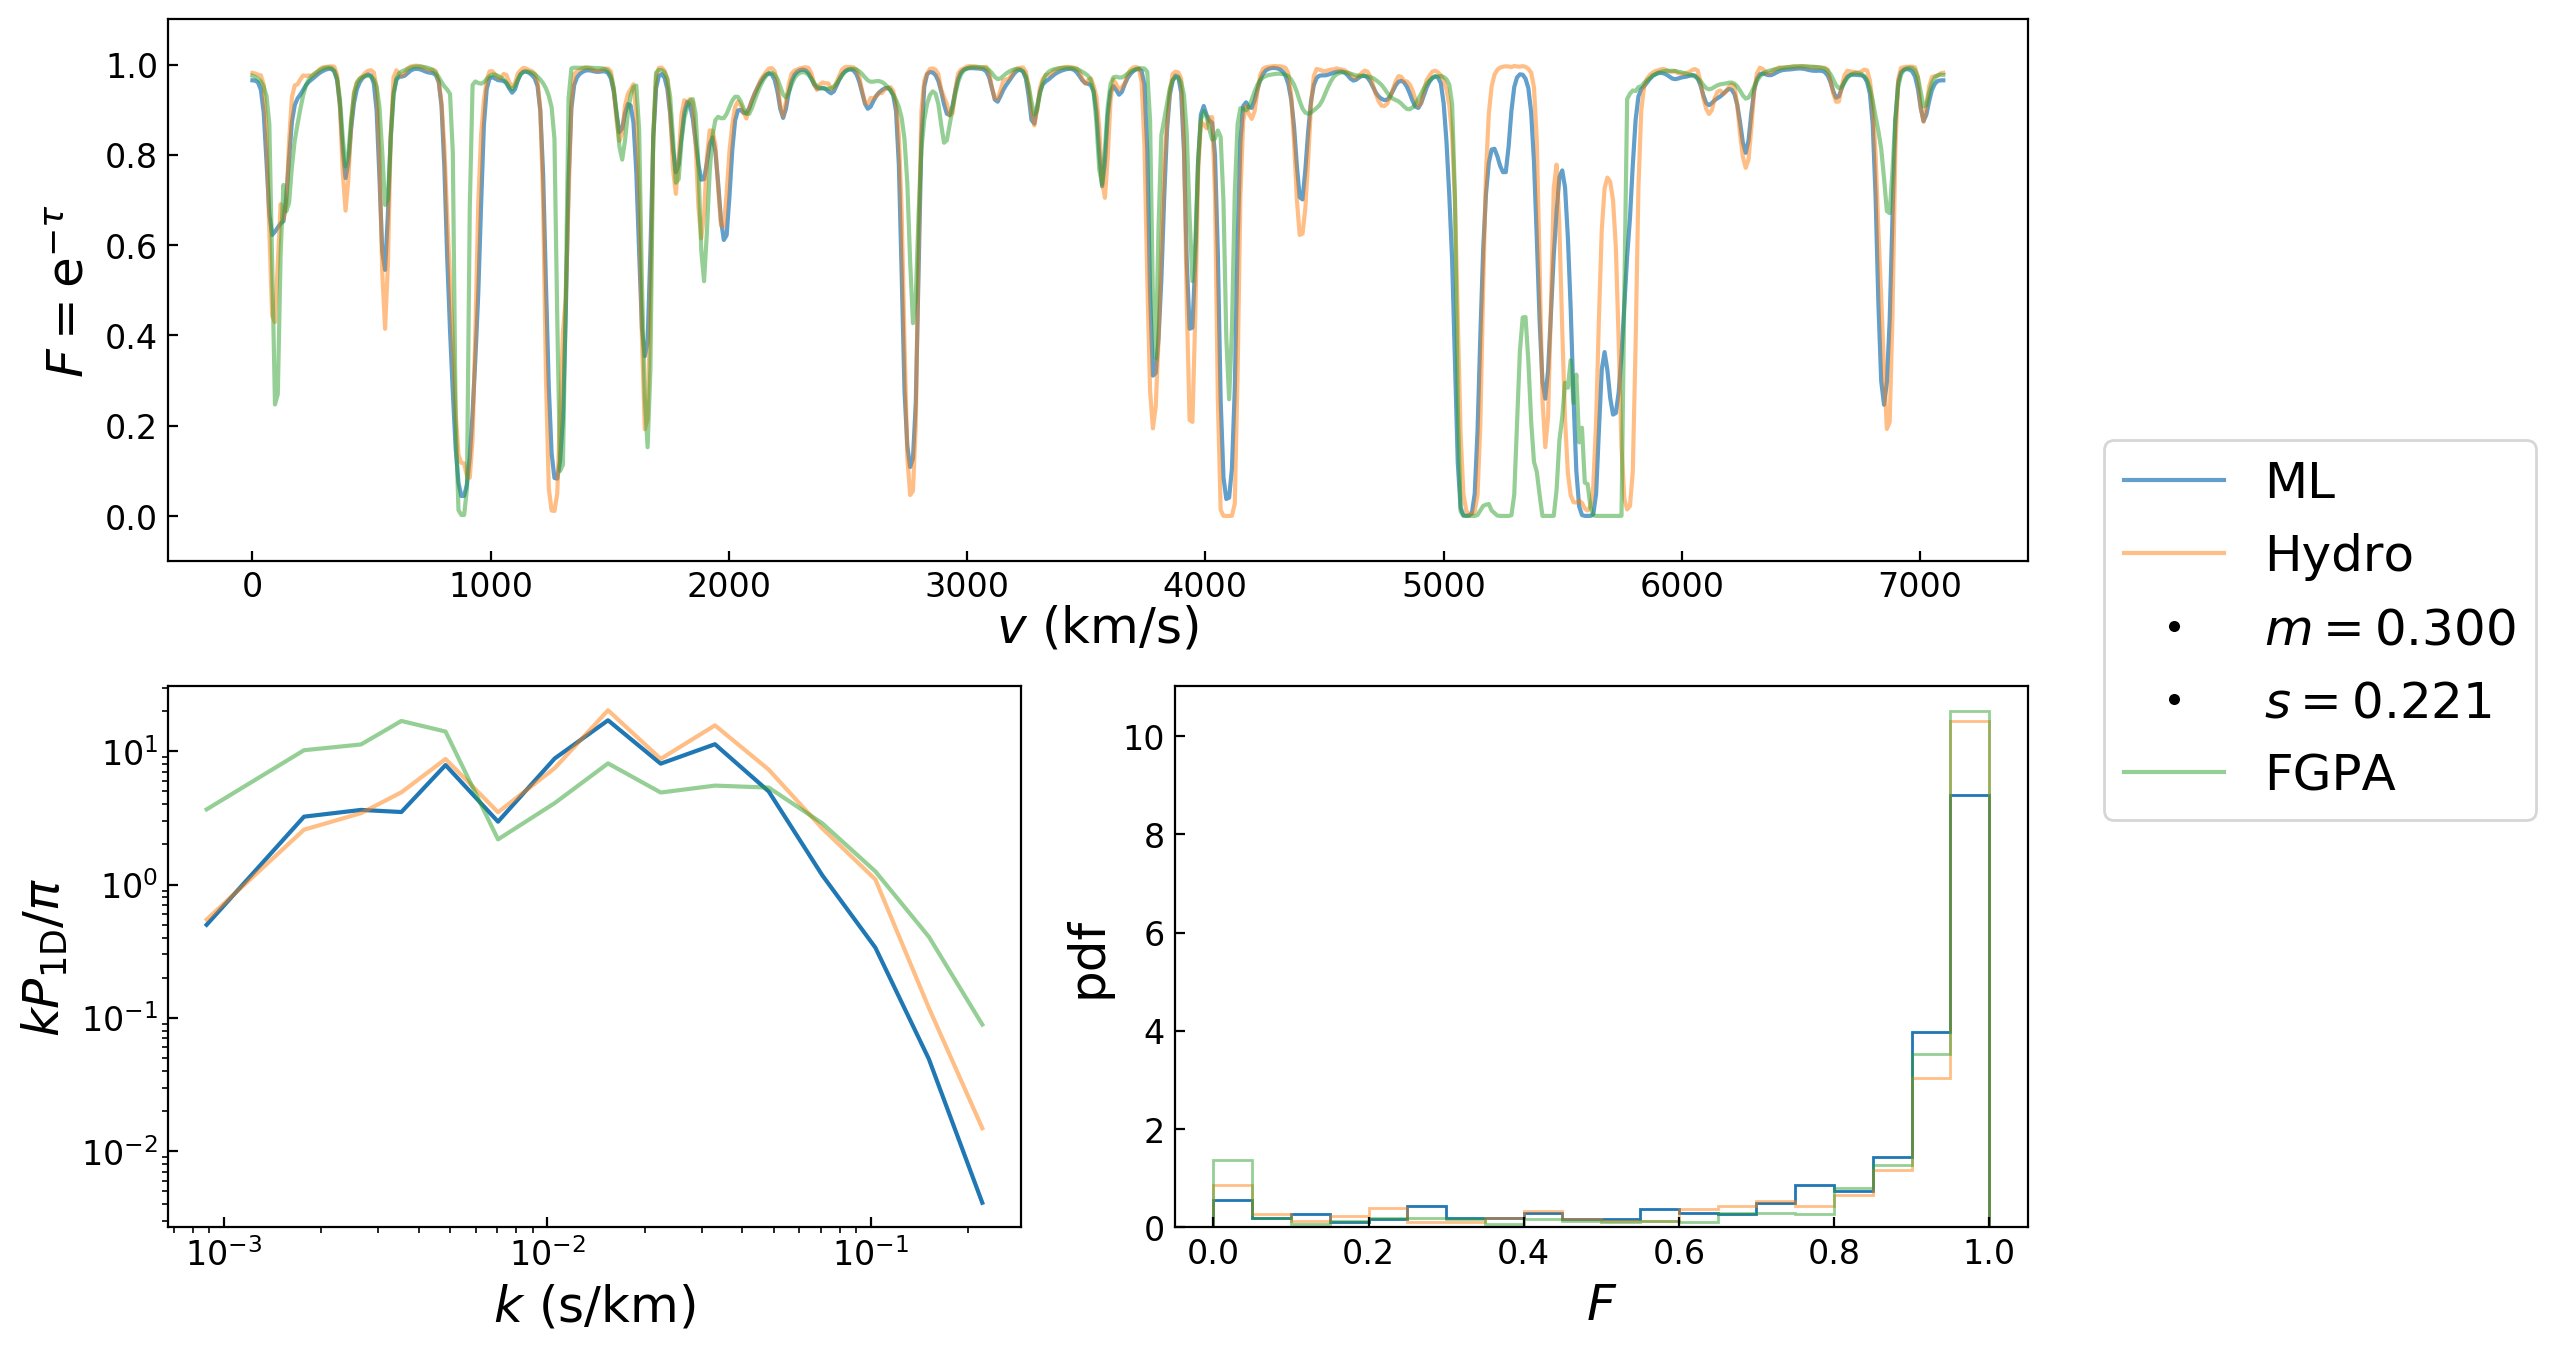 F = e^{-τ}
1.0
0.8
0.6
0.4
0.2
0.0
0 1000 2000 3000 4000 5000 6000 7000
v (km/s)
ML
Hydro
m = 0.300
s = 0.221
FGPA
kP_{1D}/π
10^1
10^0
10^{-1}
10^{-2}
10^{-3} 10^{-2} 10^{-1}
k (s/km)
pdf
10
8
6
4
2
0
0.0 0.2 0.4 0.6 0.8 1.0
F